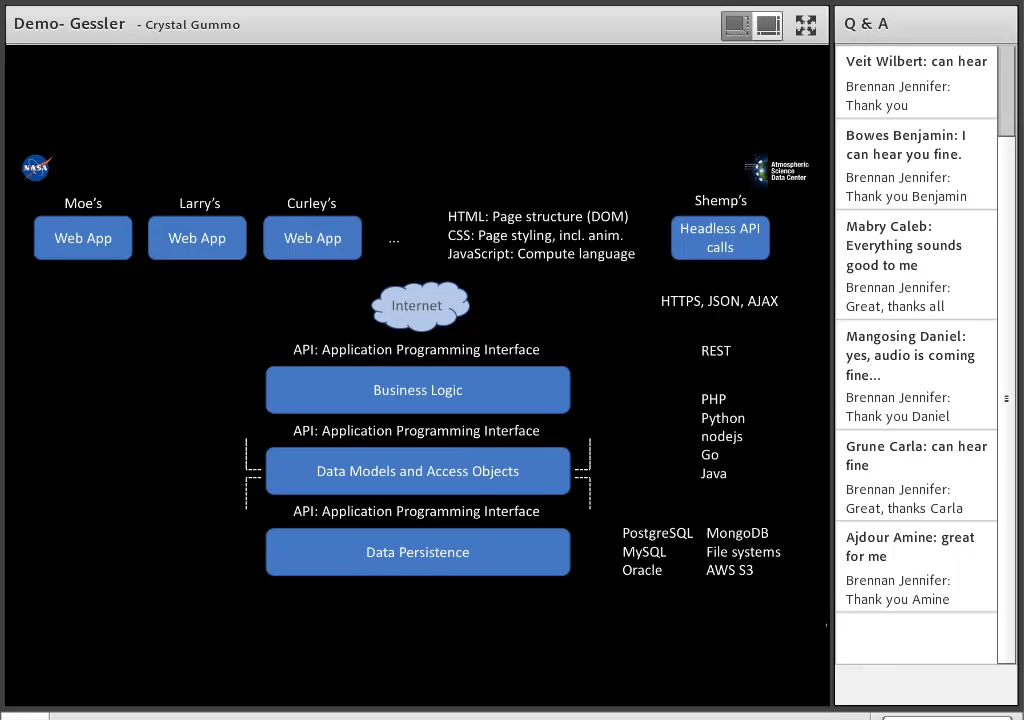 Demo- Gessler - Crystal Gummo
NASA
Atmospheric
Science
Data Center
Moe's
Larry's
Curley's
Shemp's
Web App
Web App
Web App
...
HTML: Page structure (DOM)
CSS: Page styling, incl. anim.
JavaScript: Compute language
Headless API
calls
Internet
HTTPS, JSON, AJAX
API: Application Programming Interface
REST
Business Logic
PHP
Python
nodejs
Go
Java
API: Application Programming Interface
Data Models and Access Objects
API: Application Programming Interface
Data Persistence
PostgreSQL
MySQL
Oracle
MongoDB
File systems
AWS S3
Q & A
Veit Wilbert: can hear
Brennan Jennifer:
Thank you
Bowes Benjamin: I
can hear you fine.
Brennan Jennifer:
Thank you Benjamin
Mabry Caleb:
Everything sounds
good to me
Brennan Jennifer:
Great, thanks all
Mangosing Daniel:
yes, audio is coming
fine...
Brennan Jennifer:
Thank you Daniel
Grune Carla: can hear
fine
Brennan Jennifer:
Great, thanks Carla
Ajdour Amine: great
for me
Brennan Jennifer:
Thank you Amine